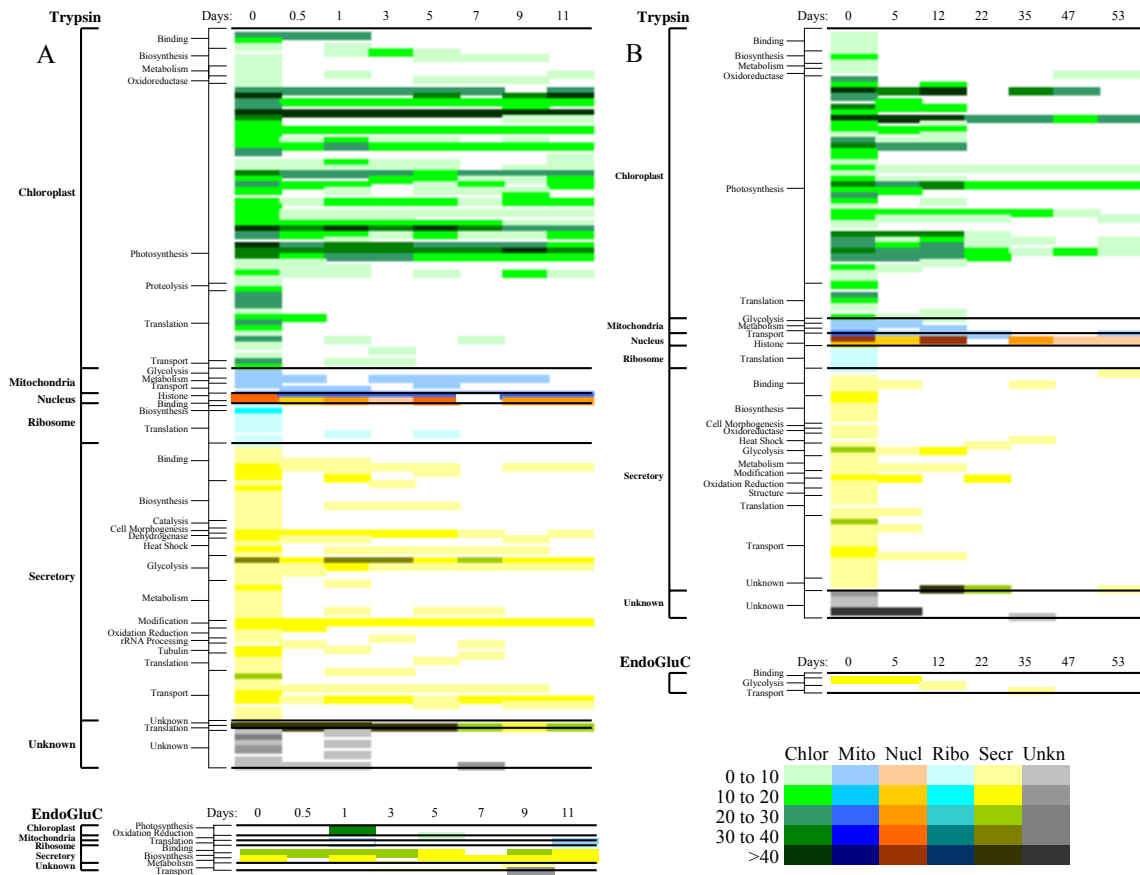 Trypsin
Days: 0 0.5 1 3 5 7 9 11
A
Binding
Biosynthesis
Metabolism
Oxidoreductase
Chloroplast
Photosynthesis
Proteolysis
Translation
Transport
Glycolysis
Mitochondria
Metabolism
Transport
Nucleus
Histone
Binding
Ribosome
Biosynthesis
Translation
Binding
Biosynthesis
Catalysis
Cell Morphogenesis
Dehydrogenase
Heat Shock
Secretory
Glycolysis
Metabolism
Modification
Oxidation Reduction
rRNA Processing
Tubulin
Translation
Transport
Unknown
Translation
Unknown
Unknown
EndoGluC
Days: 0 0.5 1 3 5 7 9 11
Chloroplast
Photosynthesis
Oxidation Reduction
Mitochondria
Translation
Ribosome
Binding
Secretory
Biosynthesis
Metabolism
Unknown
Transport
Trypsin
Days: 0 5 12 22 35 47 53
B
Binding
Biosynthesis
Metabolism
Oxidoreductase
Chloroplast
Photosynthesis
Translation
Glycolysis
Mitochondria
Metabolism
Transport
Nucleus
Histone
Ribosome
Translation
Binding
Biosynthesis
Cell Morphogenesis
Oxidoreductase
Heat Shock
Glycolysis
Metabolism
Secretory
Modification
Oxidation Reduction
Structure
Translation
Transport
Unknown
Unknown
Unknown
EndoGluC
Days: 0 5 12 22 35 47 53
Binding
Glycolysis
Transport
Chlor Mito Nucl Ribo Secr Unkn
0 to 10
10 to 20
20 to 30
30 to 40
>40